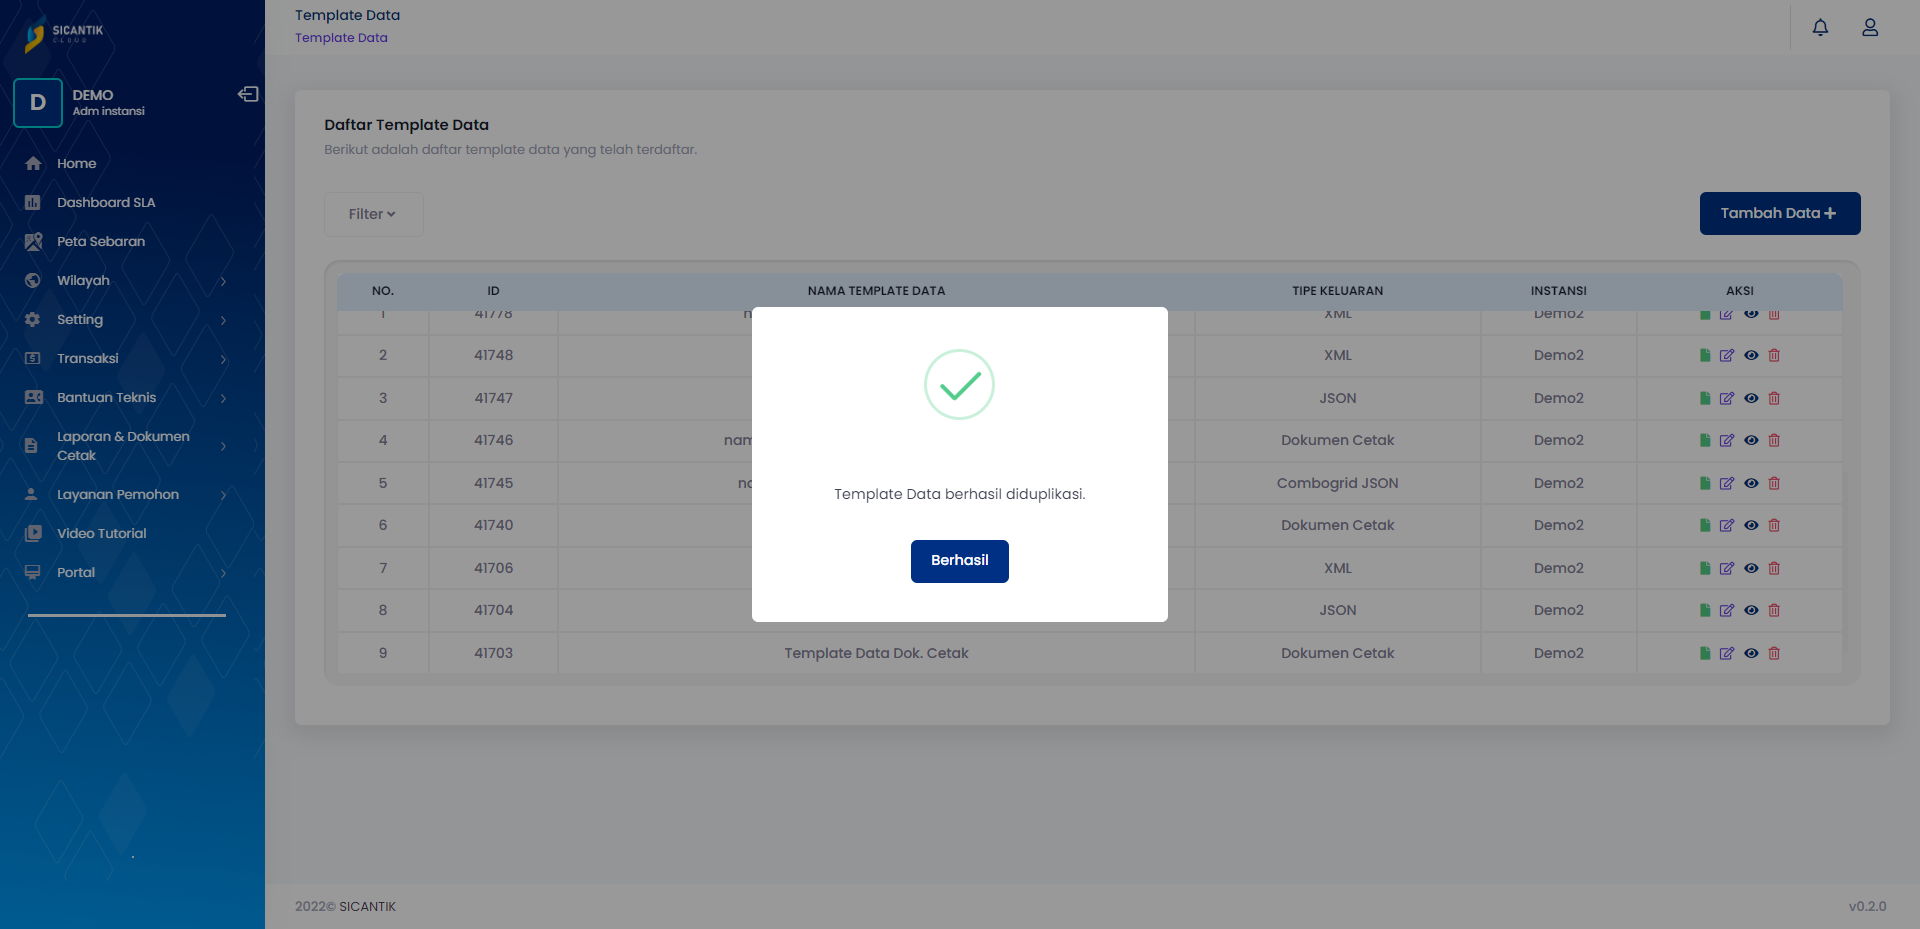 SICANTIK
CLOUD
D
DEMO
Adm instansi
Home
Dashboard SLA
Peta Sebaran
Wilayah
Setting
Transaksi
Bantuan Teknis
Laporan & Dokumen
Cetak
Layanan Pemohon
Video Tutorial
Portal
Template Data
Template Data
Daftar Template Data
Berikut adalah daftar template data yang telah terdaftar.
Filter
Tambah Data +
NO. ID NAMA TEMPLATE DATA TIPE KELUARAN INSTANSI AKSI
1 41778 XML Demo2
2 41748 XML Demo2
3 41747 JSON Demo2
4 41746 Dokumen Cetak Demo2
5 41745 Combogrid JSON Demo2
6 41740 Dokumen Cetak Demo2
7 41706 XML Demo2
8 41704 JSON Demo2
9 41703 Template Data Dok. Cetak Dokumen Cetak Demo2
Template Data berhasil diduplikasi.
Berhasil
2022© SICANTIK
v0.2.0